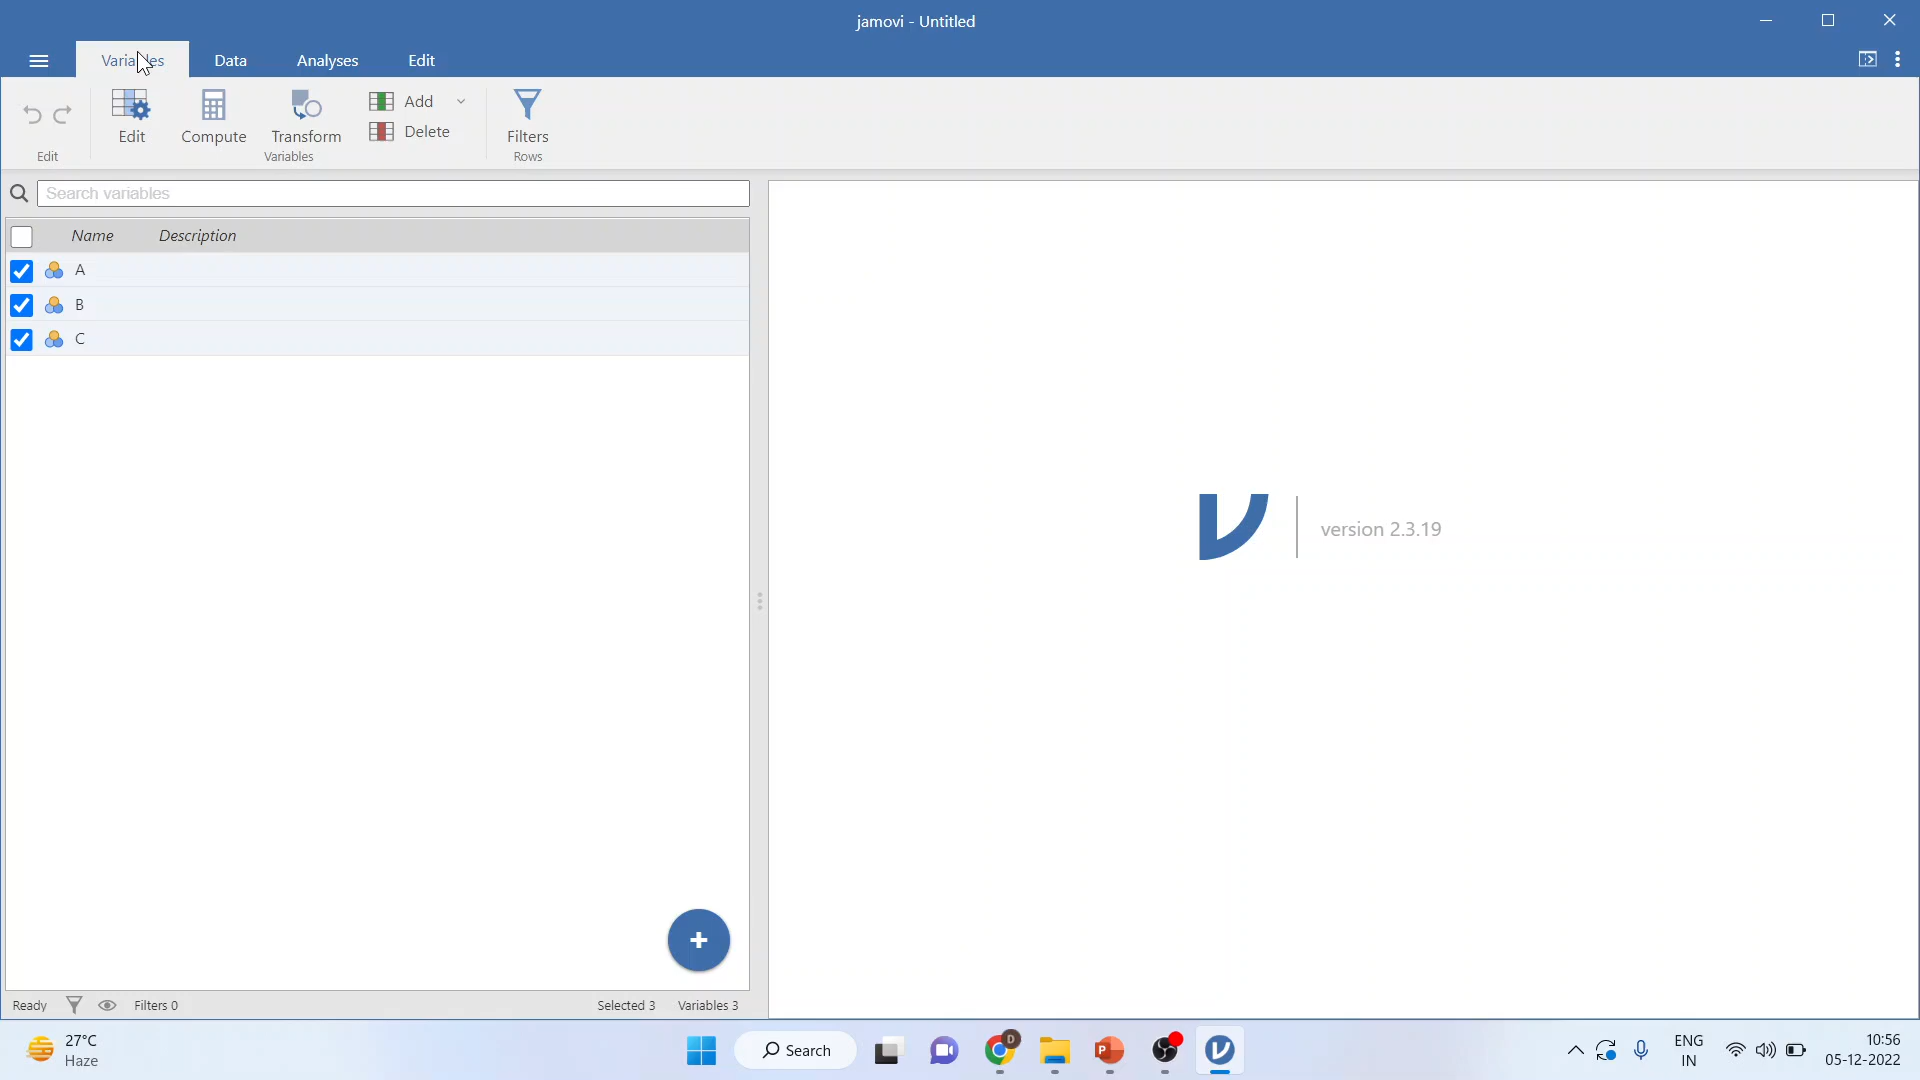 jamovi - Untitled
Variables Data Analyses Edit
Edit Compute Transform Add Delete Filters
Edit Variables Rows
Search variables
Name Description
A
B
C
version 2.3.19
Ready Filters 0 Selected 3 Variables 3
27°C
Haze
Search
D
ENG
IN
10:56
05-12-2022